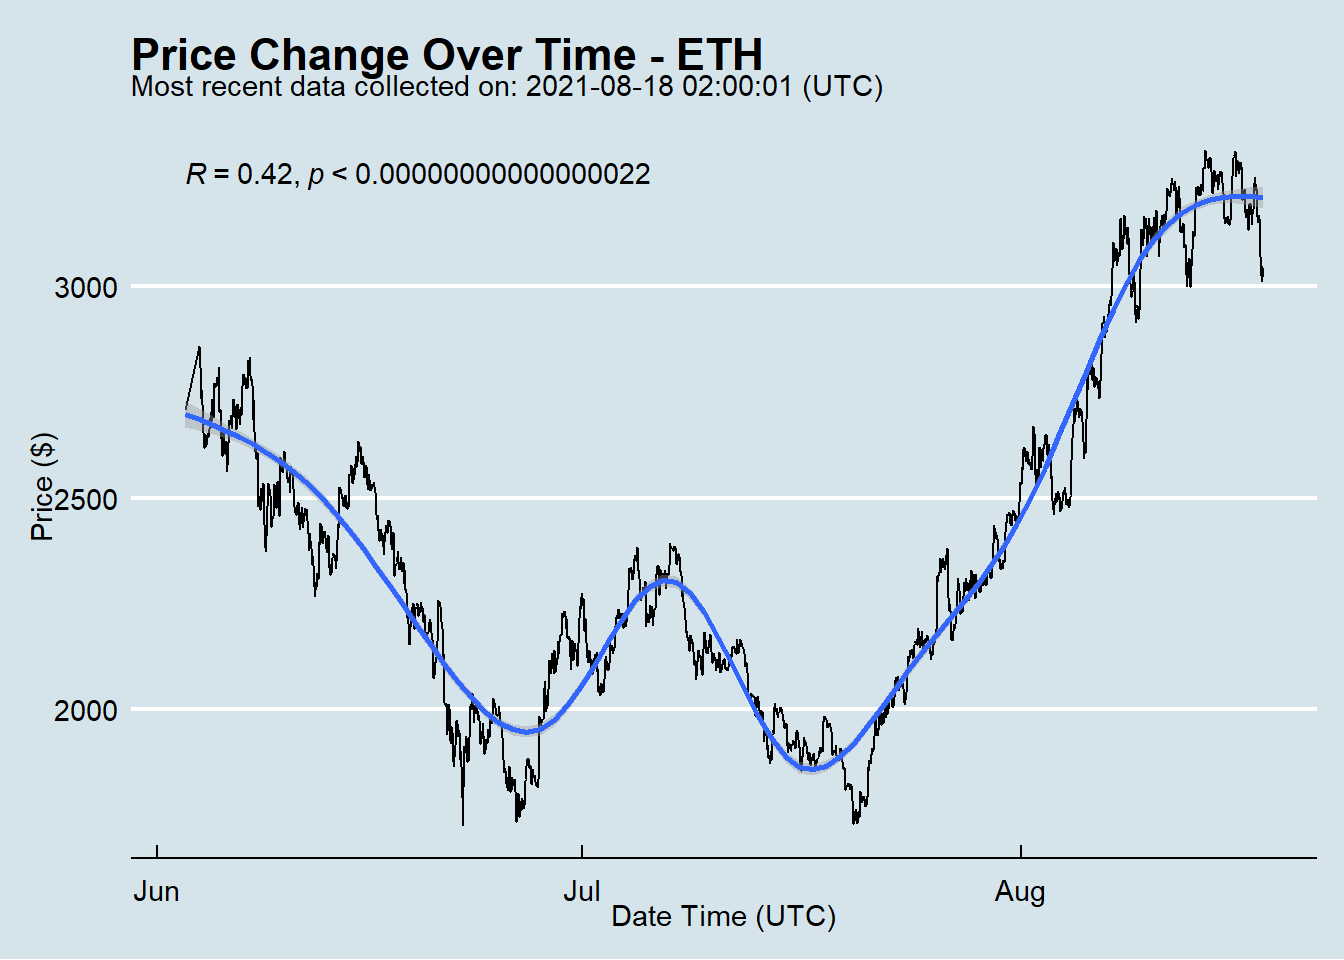 Price Change Over Time - ETH
Most recent data collected on: 2021-08-18 02:00:01 (UTC)
R = 0.42, p < 0.00000000000000022
3000
2500
2000
Price ($)
Jun
Jul
Aug
Date Time (UTC)